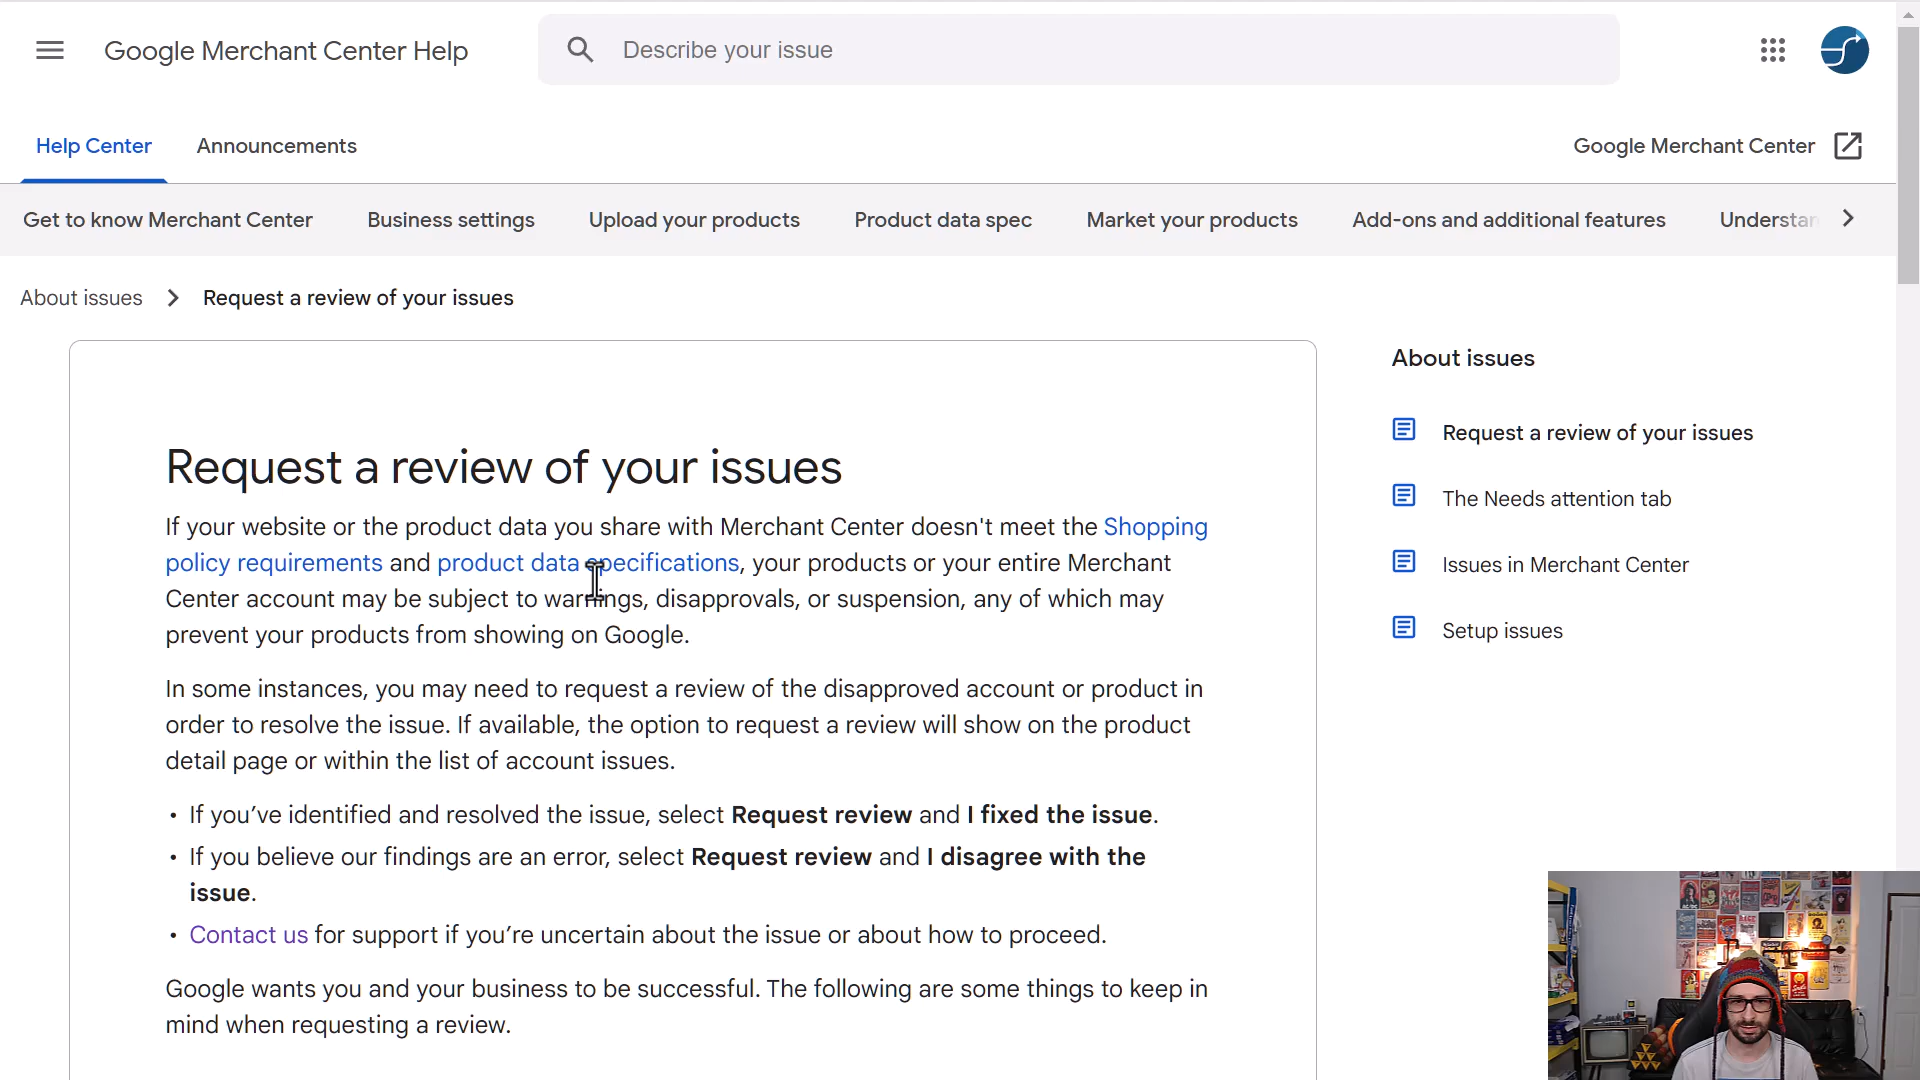 Google Merchant Center Help
Describe your issue
Help Center
Announcements
Google Merchant Center
Get to know Merchant Center
Business settings
Upload your products
Product data spec
Market your products
Add-ons and additional features
Understan
About issues
Request a review of your issues
Request a review of your issues
If your website or the product data you share with Merchant Center doesn't meet the Shopping
policy requirements and product data specifications, your products or your entire Merchant
Center account may be subject to warnings, disapprovals, or suspension, any of which may
prevent your products from showing on Google.
In some instances, you may need to request a review of the disapproved account or product in
order to resolve the issue. If available, the option to request a review will show on the product
detail page or within the list of account issues.
• If you’ve identified and resolved the issue, select Request review and I fixed the issue.
• If you believe our findings are an error, select Request review and I disagree with the
issue.
• Contact us for support if you’re uncertain about the issue or about how to proceed.
Google wants you and your business to be successful. The following are some things to keep in
mind when requesting a review.
About issues
Request a review of your issues
The Needs attention tab
Issues in Merchant Center
Setup issues